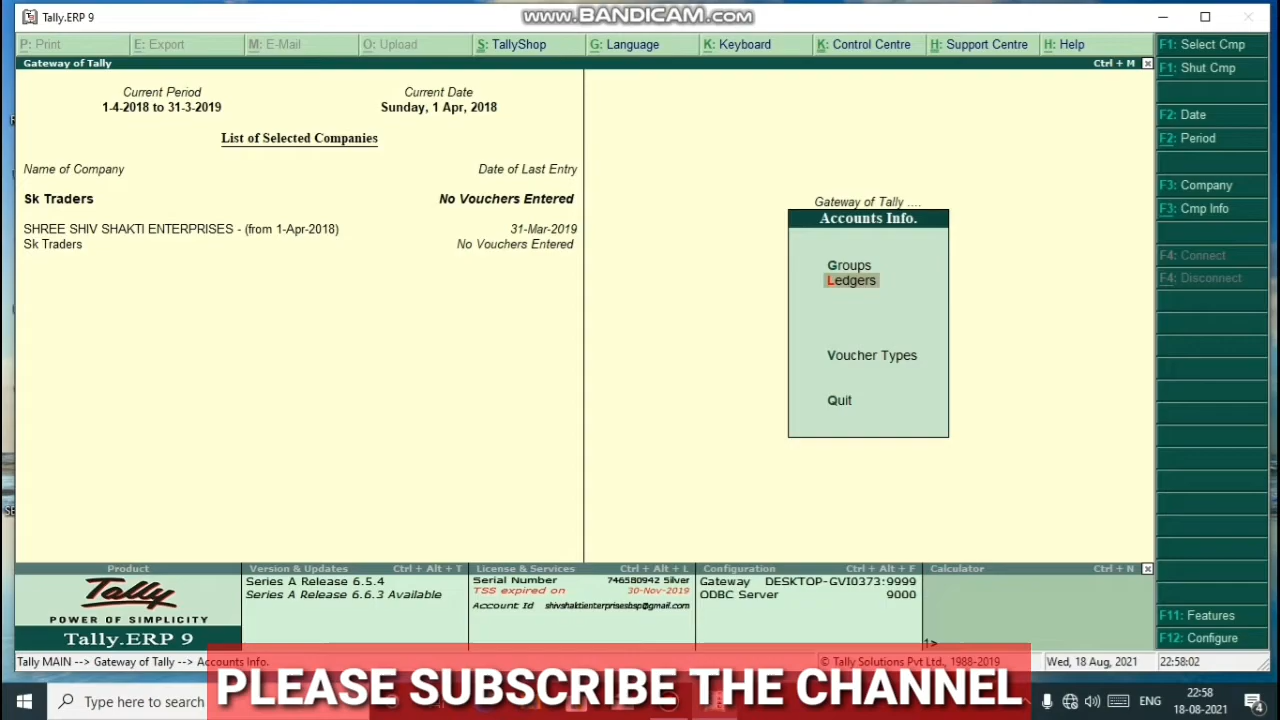 Tally.ERP 9
www.BANDICAM.com
P: Print
E: Export
M: E-Mail
O: Upload
S: TallyShop
G: Language
K: Keyboard
K: Control Centre
H: Support Centre
H: Help
F1: Select Cmp
F1: Shut Cmp
F2: Date
F2: Period
F3: Company
F3: Cmp Info
F4: Connect
F4: Disconnect
F11: Features
F12: Configure
Gateway of Tally
Ctrl + M
Current Period
1-4-2018 to 31-3-2019
Current Date
Sunday, 1 Apr, 2018
List of Selected Companies
Name of Company
Date of Last Entry
Sk Traders
No Vouchers Entered
SHREE SHIV SHAKTI ENTERPRISES - (from 1-Apr-2018)
31-Mar-2019
Sk Traders
No Vouchers Entered
Gateway of Tally ....
Accounts Info.
Groups
Ledgers
Voucher Types
Quit
Product
Tally
POWER OF SIMPLICITY
Tally.ERP 9
Version & Updates
Ctrl + Alt + T
Series A Release 6.5.4
Series A Release 6.6.3 Available
License & Services
Ctrl + Alt + L
Serial Number
746580942 Silver
TSS expired on
30-Nov-2019
Account Id
shivshaktienterprisesbsp@gmail.com
Configuration
Ctrl + Alt + F
Gateway
DESKTOP-GVI0373:9999
ODBC Server
9000
Calculator
Ctrl + N
1>
Tally MAIN --> Gateway of Tally --> Accounts Info.
© Tally Solutions Pvt Ltd., 1988-2019
Wed, 18 Aug, 2021
22:58:02
PLEASE SUBSCRIBE THE CHANNEL
Type here to search
ENG
22:58
18-08-2021
4